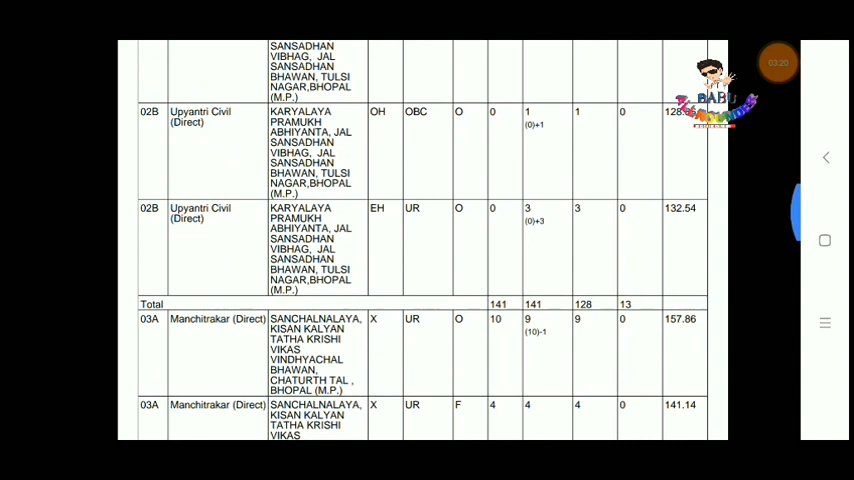 SANSADHAN
VIBHAG, JAL
SANSADHAN
BHAWAN, TULSI
NAGAR,BHOPAL
(M.P.)
02B Upyantri Civil (Direct) KARYALAYA OH OBC O 0 1 1 0
PRAMUKH (0)+1
ABHIYANTA, JAL
SANSADHAN
VIBHAG, JAL
SANSADHAN
BHAWAN, TULSI
NAGAR,BHOPAL
(M.P.)
02B Upyantri Civil (Direct) KARYALAYA EH UR O 0 3 3 0 132.54
PRAMUKH (0)+3
ABHIYANTA, JAL
SANSADHAN
VIBHAG, JAL
SANSADHAN
BHAWAN, TULSI
NAGAR,BHOPAL
(M.P.)
Total 141 141 128 13
03A Manchitrakar (Direct) SANCHALNALAYA, X UR O 10 9 9 0 157.86
KISAN KALYAN (10)-1
TATHA KRISHI
VIKAS
VINDHYACHAL
BHAWAN,
CHATURTH TAL ,
BHOPAL (M.P.)
03A Manchitrakar (Direct) SANCHALNALAYA, X UR F 4 4 4 0 141.14
KISAN KALYAN
TATHA KRISHI
VIKAS
03:20
BABU